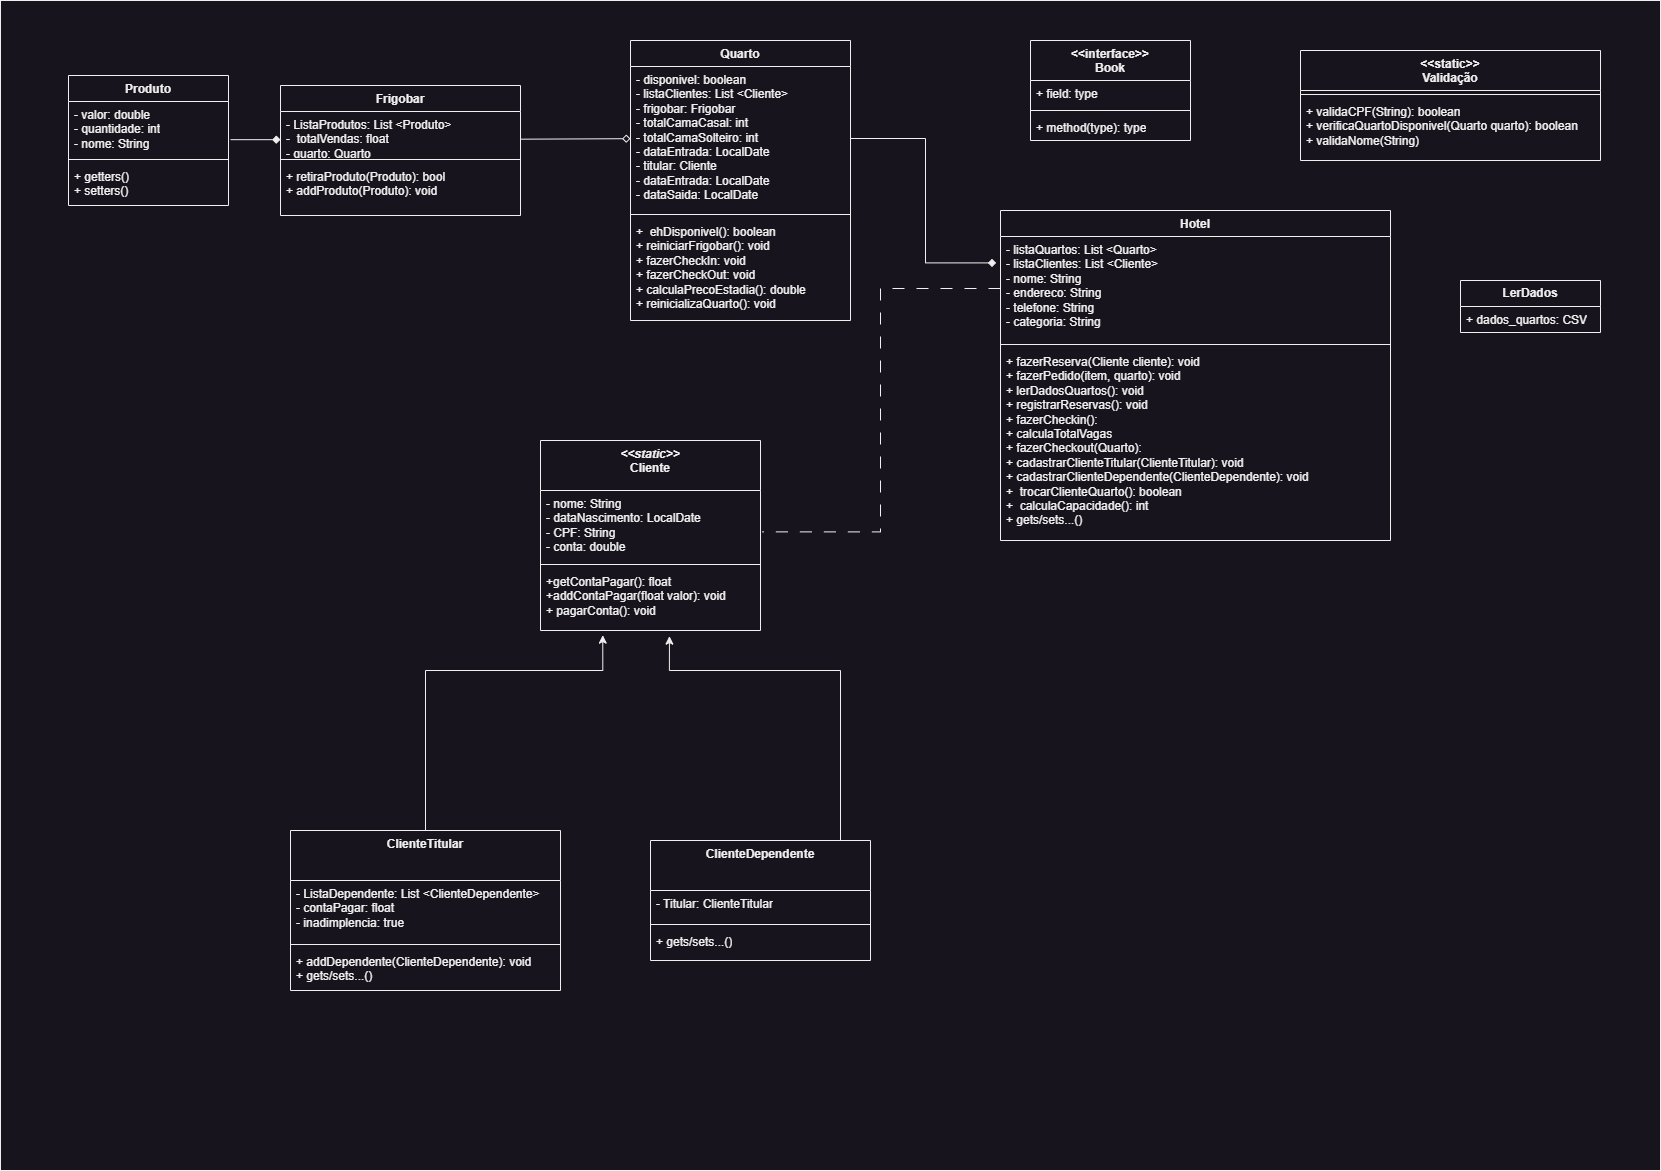 Produto
- valor: double
- quantidade: int
- nome: String
+ getters()
+ setters()
Frigobar
- ListaProdutos: List <Produto>
- totalVendas: float
- quarto: Quarto
+ retiraProduto(Produto): bool
+ addProduto(Produto): void
Quarto
- disponivel: boolean
- listaClientes: List <Cliente>
- frigobar: Frigobar
- totalCamaCasal: int
- totalCamaSolteiro: int
- dataEntrada: LocalDate
- titular: Cliente
- dataEntrada: LocalDate
- dataSaida: LocalDate
+ ehDisponivel(): boolean
+ reiniciarFrigobar(): void
+ fazerCheckIn: void
+ fazerCheckOut: void
+ calculaPrecoEstadia(): double
+ reinicializaQuarto(): void
<<interface>>
Book
+ field: type
+ method(type): type
<<static>>
Validação
+ validaCPF(String): boolean
+ verificaQuartoDisponivel(Quarto quarto): boolean
+ validaNome(String)
Hotel
- listaQuartos: List <Quarto>
- listaClientes: List <Cliente>
- nome: String
- endereco: String
- telefone: String
- categoria: String
+ fazerReserva(Cliente cliente): void
+ fazerPedido(item, quarto): void
+ lerDadosQuartos(): void
+ registrarReservas(): void
+ fazerCheckin():
+ calculaTotalVagas
+ fazerCheckout(Quarto):
+ cadastrarClienteTitular(ClienteTitular): void
+ cadastrarClienteDependente(ClienteDependente): void
+ trocarClienteQuarto(): boolean
+ calculaCapacidade(): int
+ gets/sets...()
LerDados
+ dados_quartos: CSV
<<static>>
Cliente
- nome: String
- dataNascimento: LocalDate
- CPF: String
- conta: double
+getContaPagar(): float
+addContaPagar(float valor): void
+ pagarConta(): void
ClienteTitular
- ListaDependente: List <ClienteDependente>
- contaPagar: float
- inadimplencia: true
+ addDependente(ClienteDependente): void
+ gets/sets...()
ClienteDependente
- Titular: ClienteTitular
+ gets/sets...()